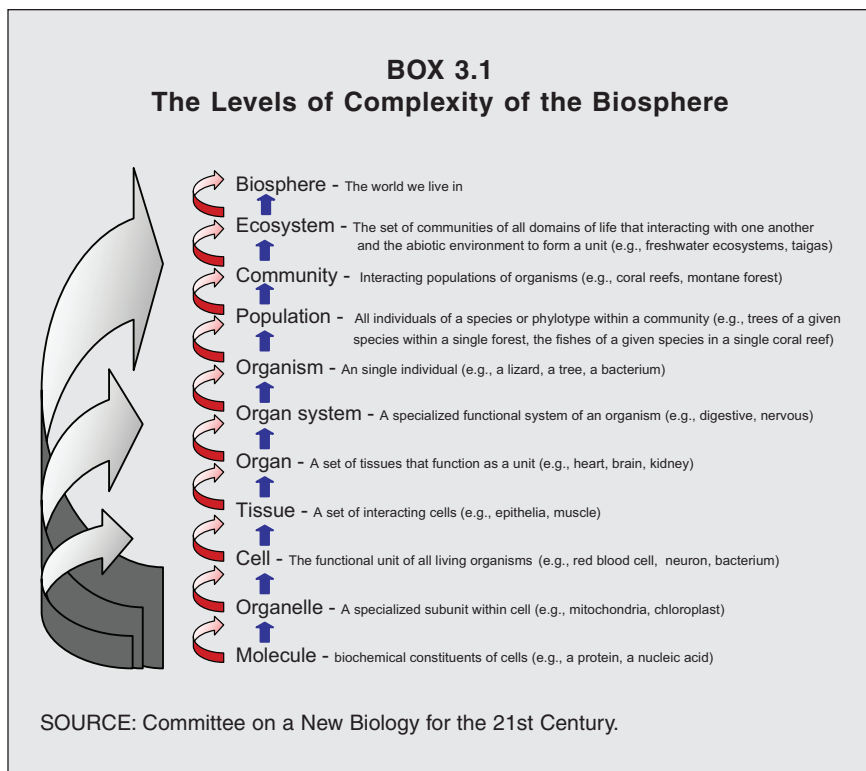 BOX 3.1
The Levels of Complexity of the Biosphere
Biosphere - The world we live in
Ecosystem - The set of communities of all domains of life that interacting with one another
and the abiotic environment to form a unit (e.g., freshwater ecosystems, taigas)
Community - Interacting populations of organisms (e.g., coral reefs, montane forest)
Population - All individuals of a species or phylotype within a community (e.g., trees of a given
species within a single forest, the fishes of a given species in a single coral reef)
Organism - An single individual (e.g., a lizard, a tree, a bacterium)
Organ system - A specialized functional system of an organism (e.g., digestive, nervous)
Organ - A set of tissues that function as a unit (e.g., heart, brain, kidney)
Tissue - A set of interacting cells (e.g., epithelia, muscle)
Cell - The functional unit of all living organisms (e.g., red blood cell, neuron, bacterium)
Organelle - A specialized subunit within cell (e.g., mitochondria, chloroplast)
Molecule - biochemical constituents of cells (e.g., a protein, a nucleic acid)
SOURCE: Committee on a New Biology for the 21st Century.